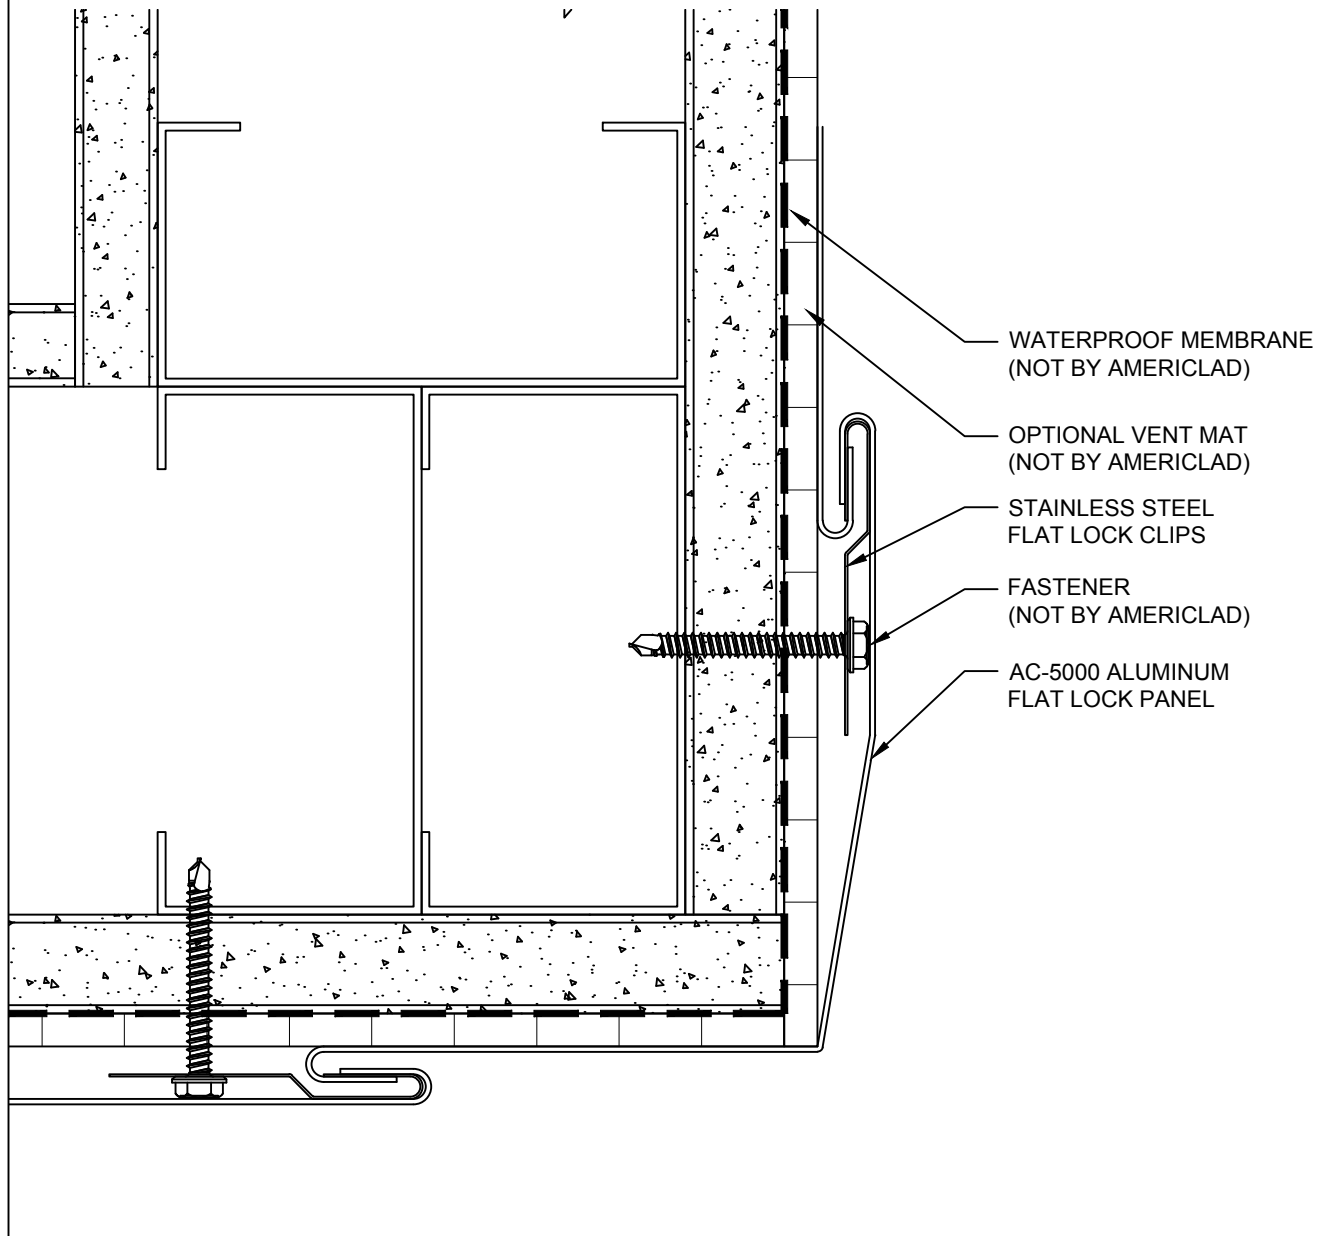 WATERPROOF MEMBRANE
(NOT BY AMERICLAD)
OPTIONAL VENT MAT
(NOT BY AMERICLAD)
STAINLESS STEEL
FLAT LOCK CLIPS
FASTENER
(NOT BY AMERICLAD)
AC-5000 ALUMINUM
FLAT LOCK PANEL